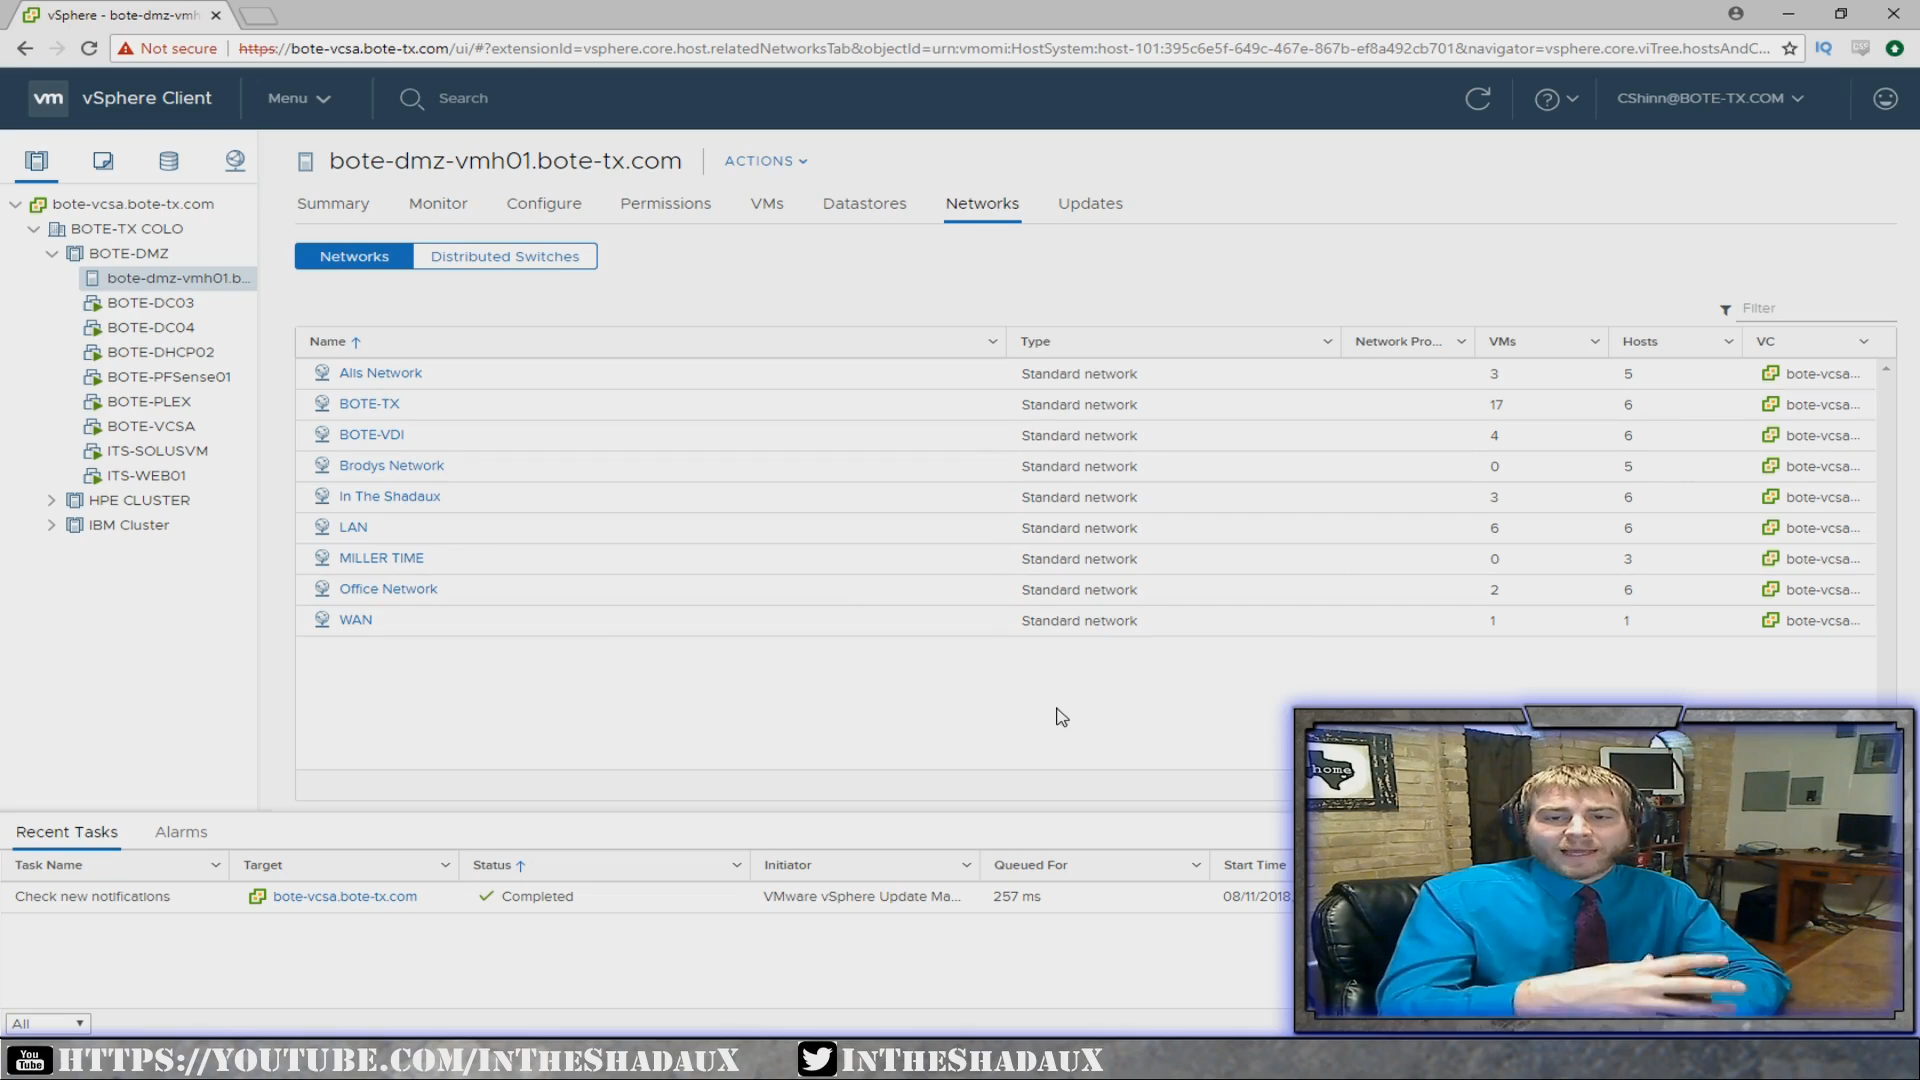 vSphere - bote-dmz-vmh
Not secure
https://bote-vcsa.bote-tx.com/ui/#?extensionId=vsphere.core.host.relatedNetworksTab&objectId=urn:vmomi:HostSystem:host-101:395c6e5f-649c-467e-867b-ef8a492cb701&navigator=vsphere.core.viTree.hostsAndC...
IQ
vm vSphere Client Menu Search CShinn@BOTE-TX.COM
bote-dmz-vmh01.bote-tx.com ACTIONS
Summary Monitor Configure Permissions VMs Datastores Networks Updates
bote-vcsa.bote-tx.com
BOTE-TX COLO
BOTE-DMZ
bote-dmz-vmh01.b...
BOTE-DC03
BOTE-DC04
BOTE-DHCP02
BOTE-PFSense01
BOTE-PLEX
BOTE-VCSA
ITS-SOLUSVM
ITS-WEB01
HPE CLUSTER
IBM Cluster
Networks Distributed Switches
Filter
Name Type Network Pro... VMs Hosts VC
Alis Network Standard network 3 5 bote-vcsa...
BOTE-TX Standard network 17 6 bote-vcsa...
BOTE-VDI Standard network 4 6 bote-vcsa...
Brodys Network Standard network 0 5 bote-vcsa...
In The Shadaux Standard network 3 6 bote-vcsa...
LAN Standard network 6 6 bote-vcsa...
MILLER TIME Standard network 0 3 bote-vcsa...
Office Network Standard network 2 6 bote-vcsa...
WAN Standard network 1 1 bote-vcsa...
home
Recent Tasks Alarms
Task Name Target Status Initiator Queued For Start Time
Check new notifications bote-vcsa.bote-tx.com Completed VMware vSphere Update Ma... 257 ms 08/11/2018
All
You Tube HTTPS://YOUTUBE.COM/INTHESHADAUX INTHESHADAUX